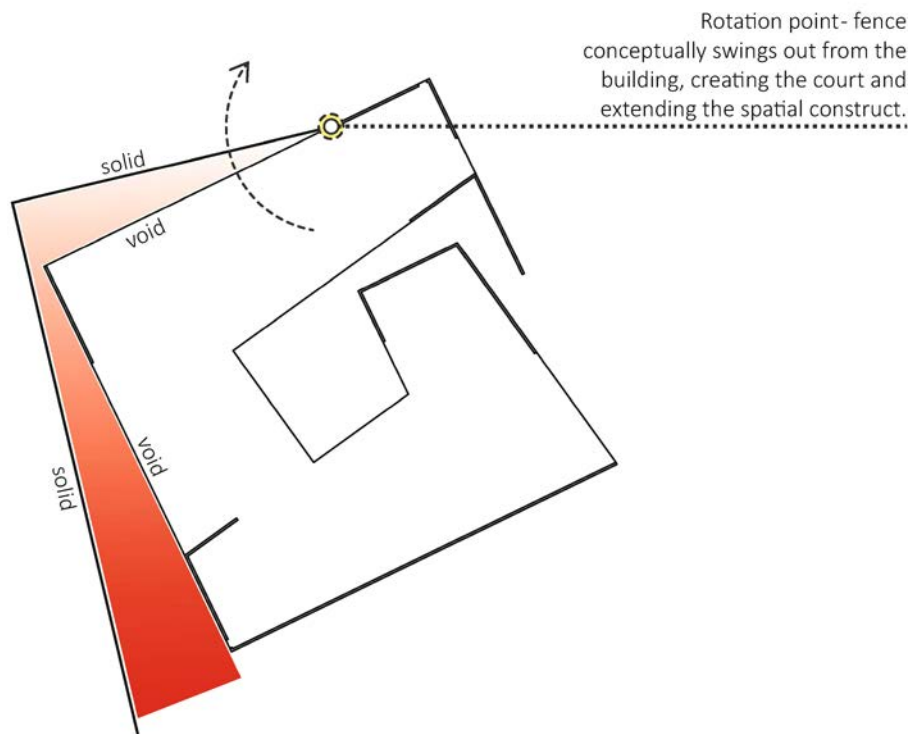 Rotation point- fence
conceptually swings out from the
building, creating the court and
extending the spatial construct.
solid
void
void
solid